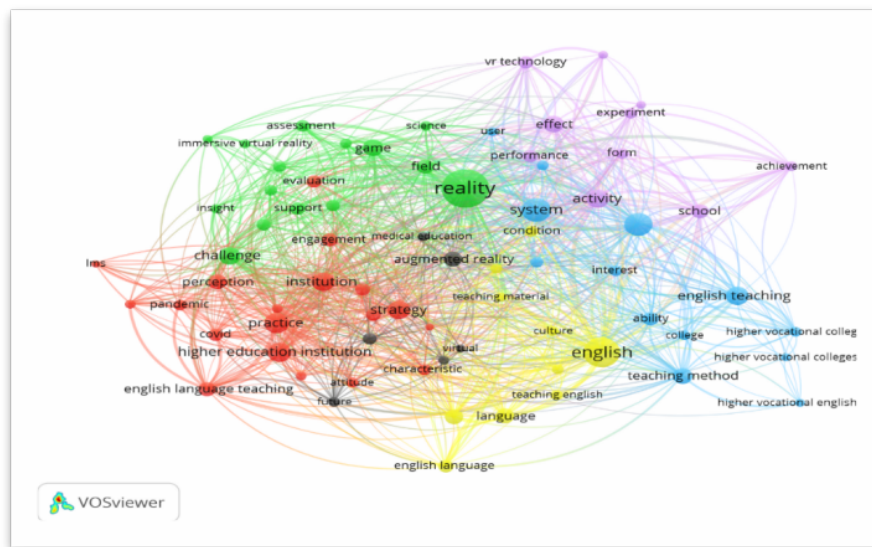 vr technology
experiment
assessment
science
effect
user
immersive virtual reality
game
form
performance
field
achievement
evaluation
reality
activity
insight
support
system
school
condition
medical education
engagement
challenge
augmented reality
lms
interest
perception
institution
english teaching
teaching material
pandemic
strategy
ability
practice
culture
covid
college
higher vocational colleg
virtual
english
higher education institution
higher vocational colleges
characteristic
teaching method
attitude
english language teaching
teaching english
future
higher vocational english
language
english language
VOSviewer